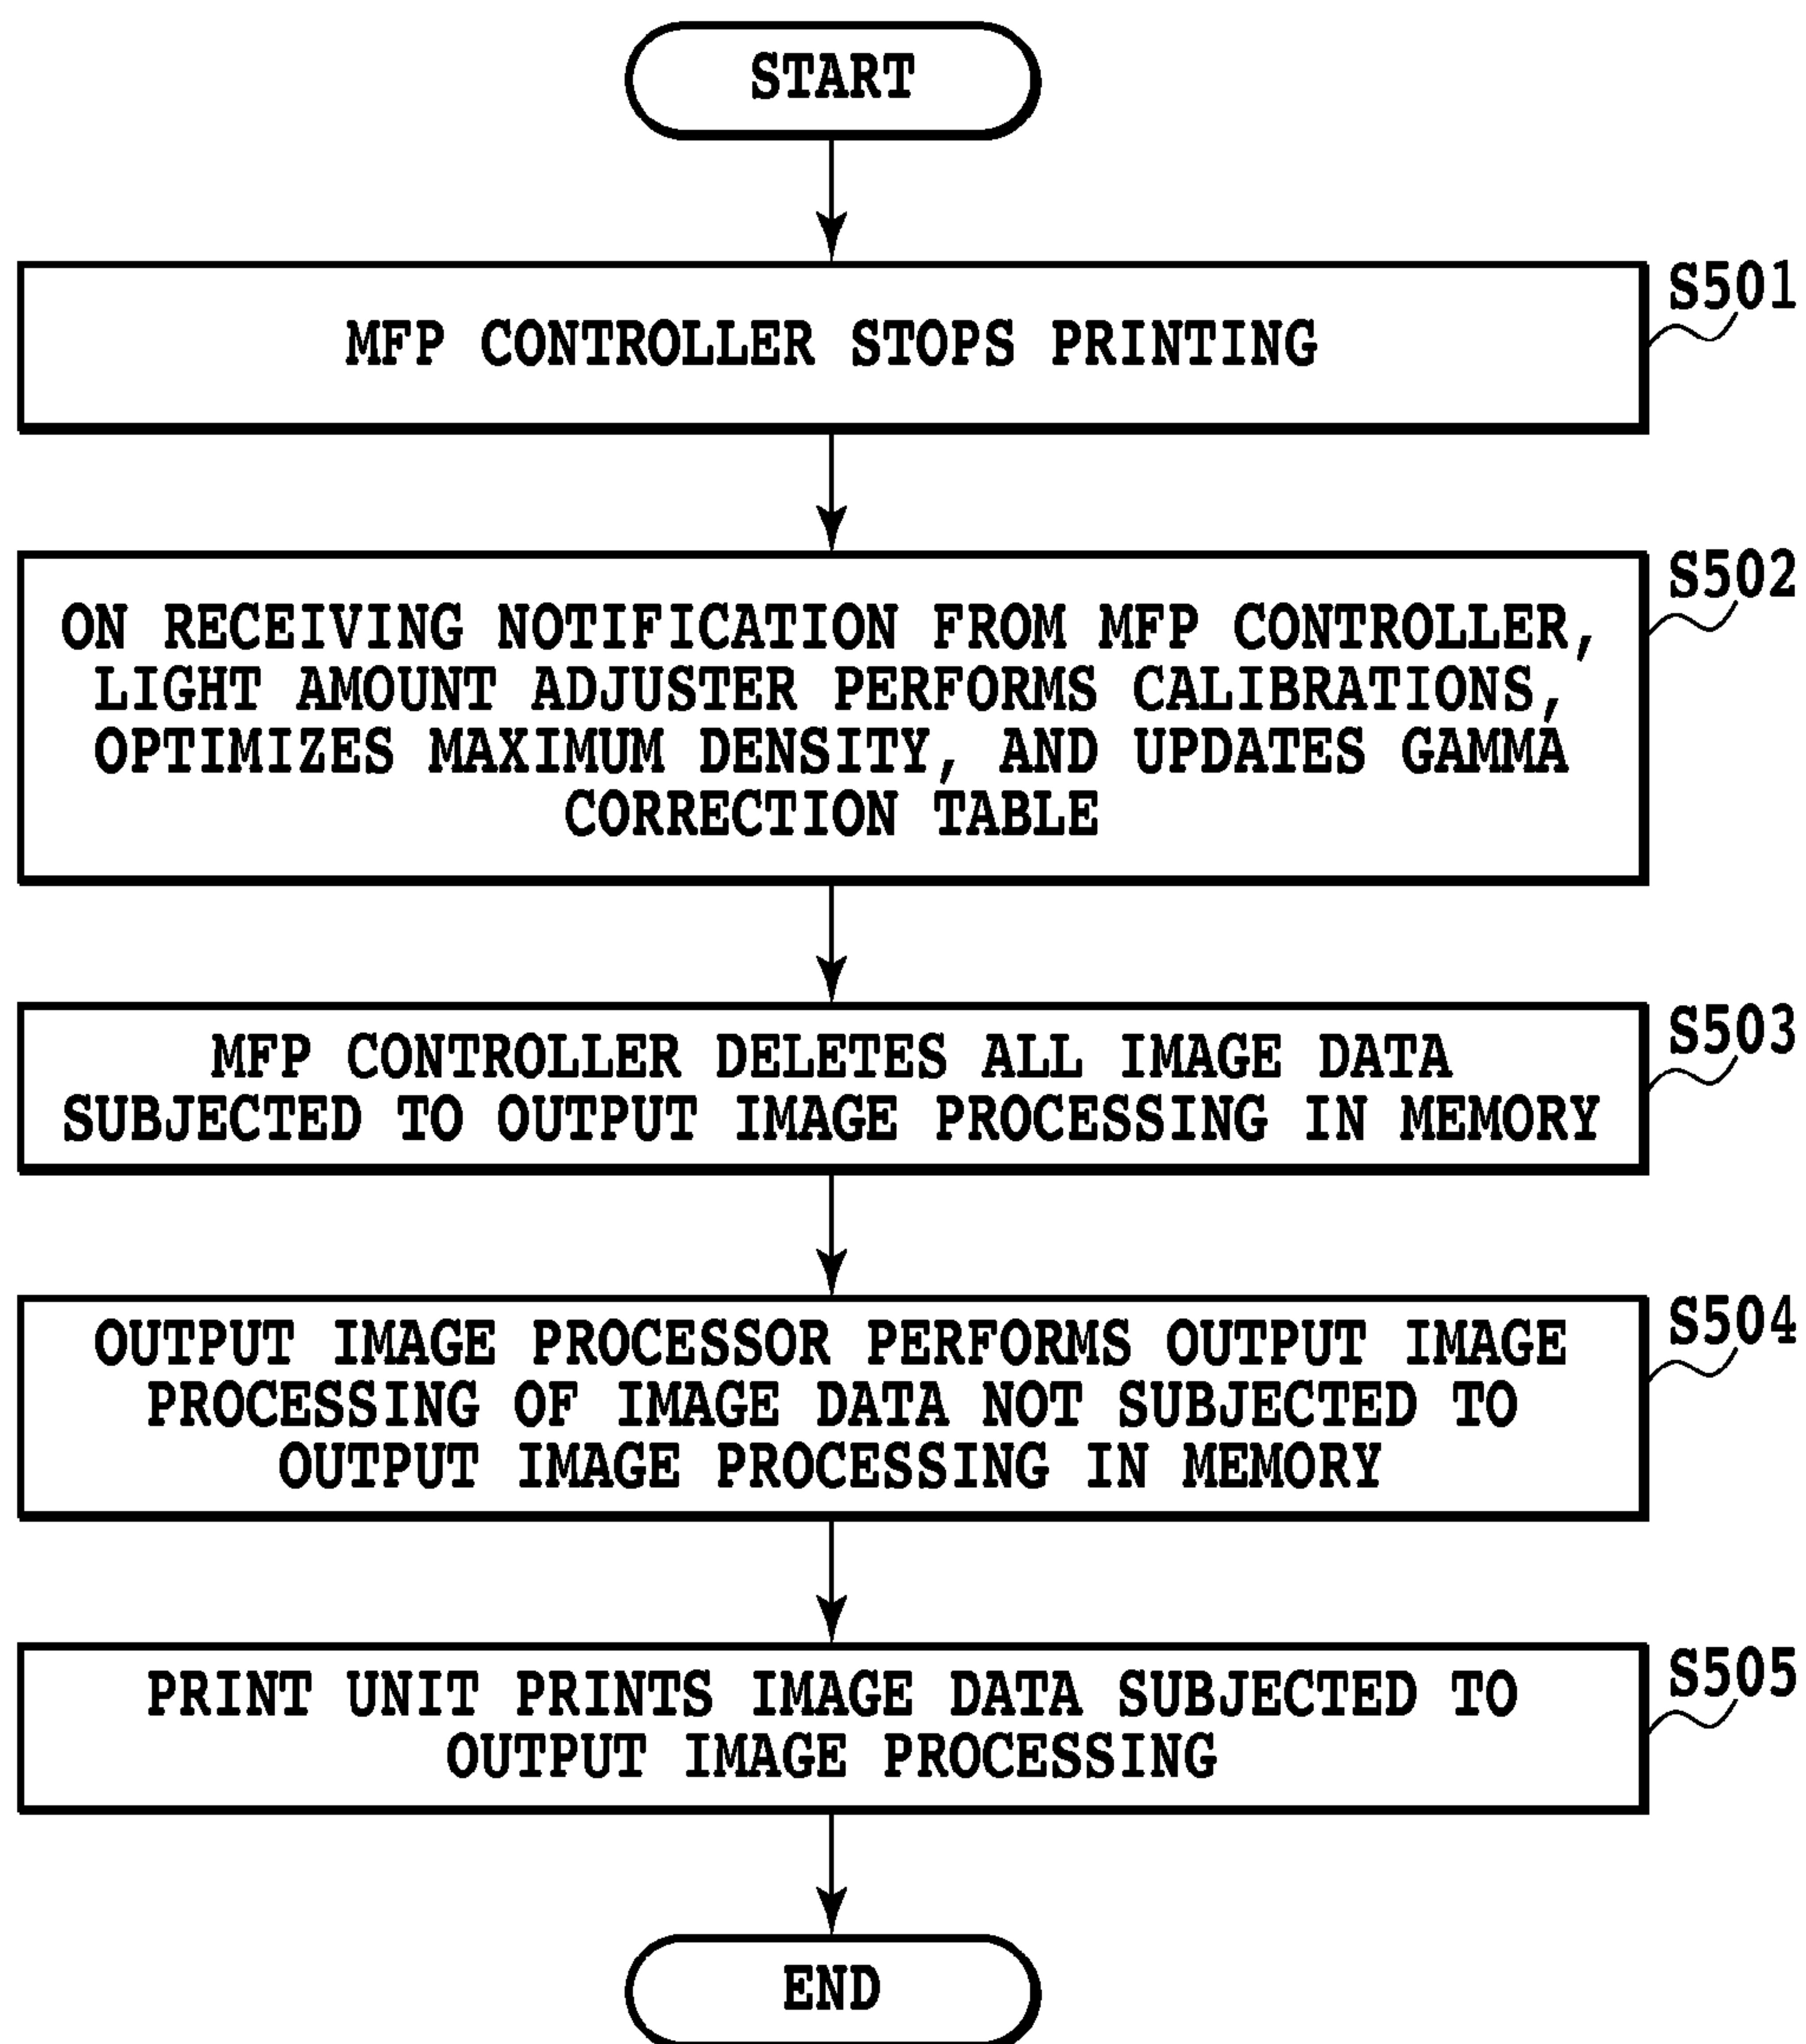 START
S501
MFP CONTROLLER STOPS PRINTING
S502
ON RECEIVING NOTIFICATION FROM MFP CONTROLLER,
LIGHT AMOUNT ADJUSTER PERFORMS CALIBRATIONS,
OPTIMIZES MAXIMUM DENSITY, AND UPDATES GAMMA
CORRECTION TABLE
S503
MFP CONTROLLER DELETES ALL IMAGE DATA
SUBJECTED TO OUTPUT IMAGE PROCESSING IN MEMORY
S504
OUTPUT IMAGE PROCESSOR PERFORMS OUTPUT IMAGE
PROCESSING OF IMAGE DATA NOT SUBJECTED TO
OUTPUT IMAGE PROCESSING IN MEMORY
S505
PRINT UNIT PRINTS IMAGE DATA SUBJECTED TO
OUTPUT IMAGE PROCESSING
END